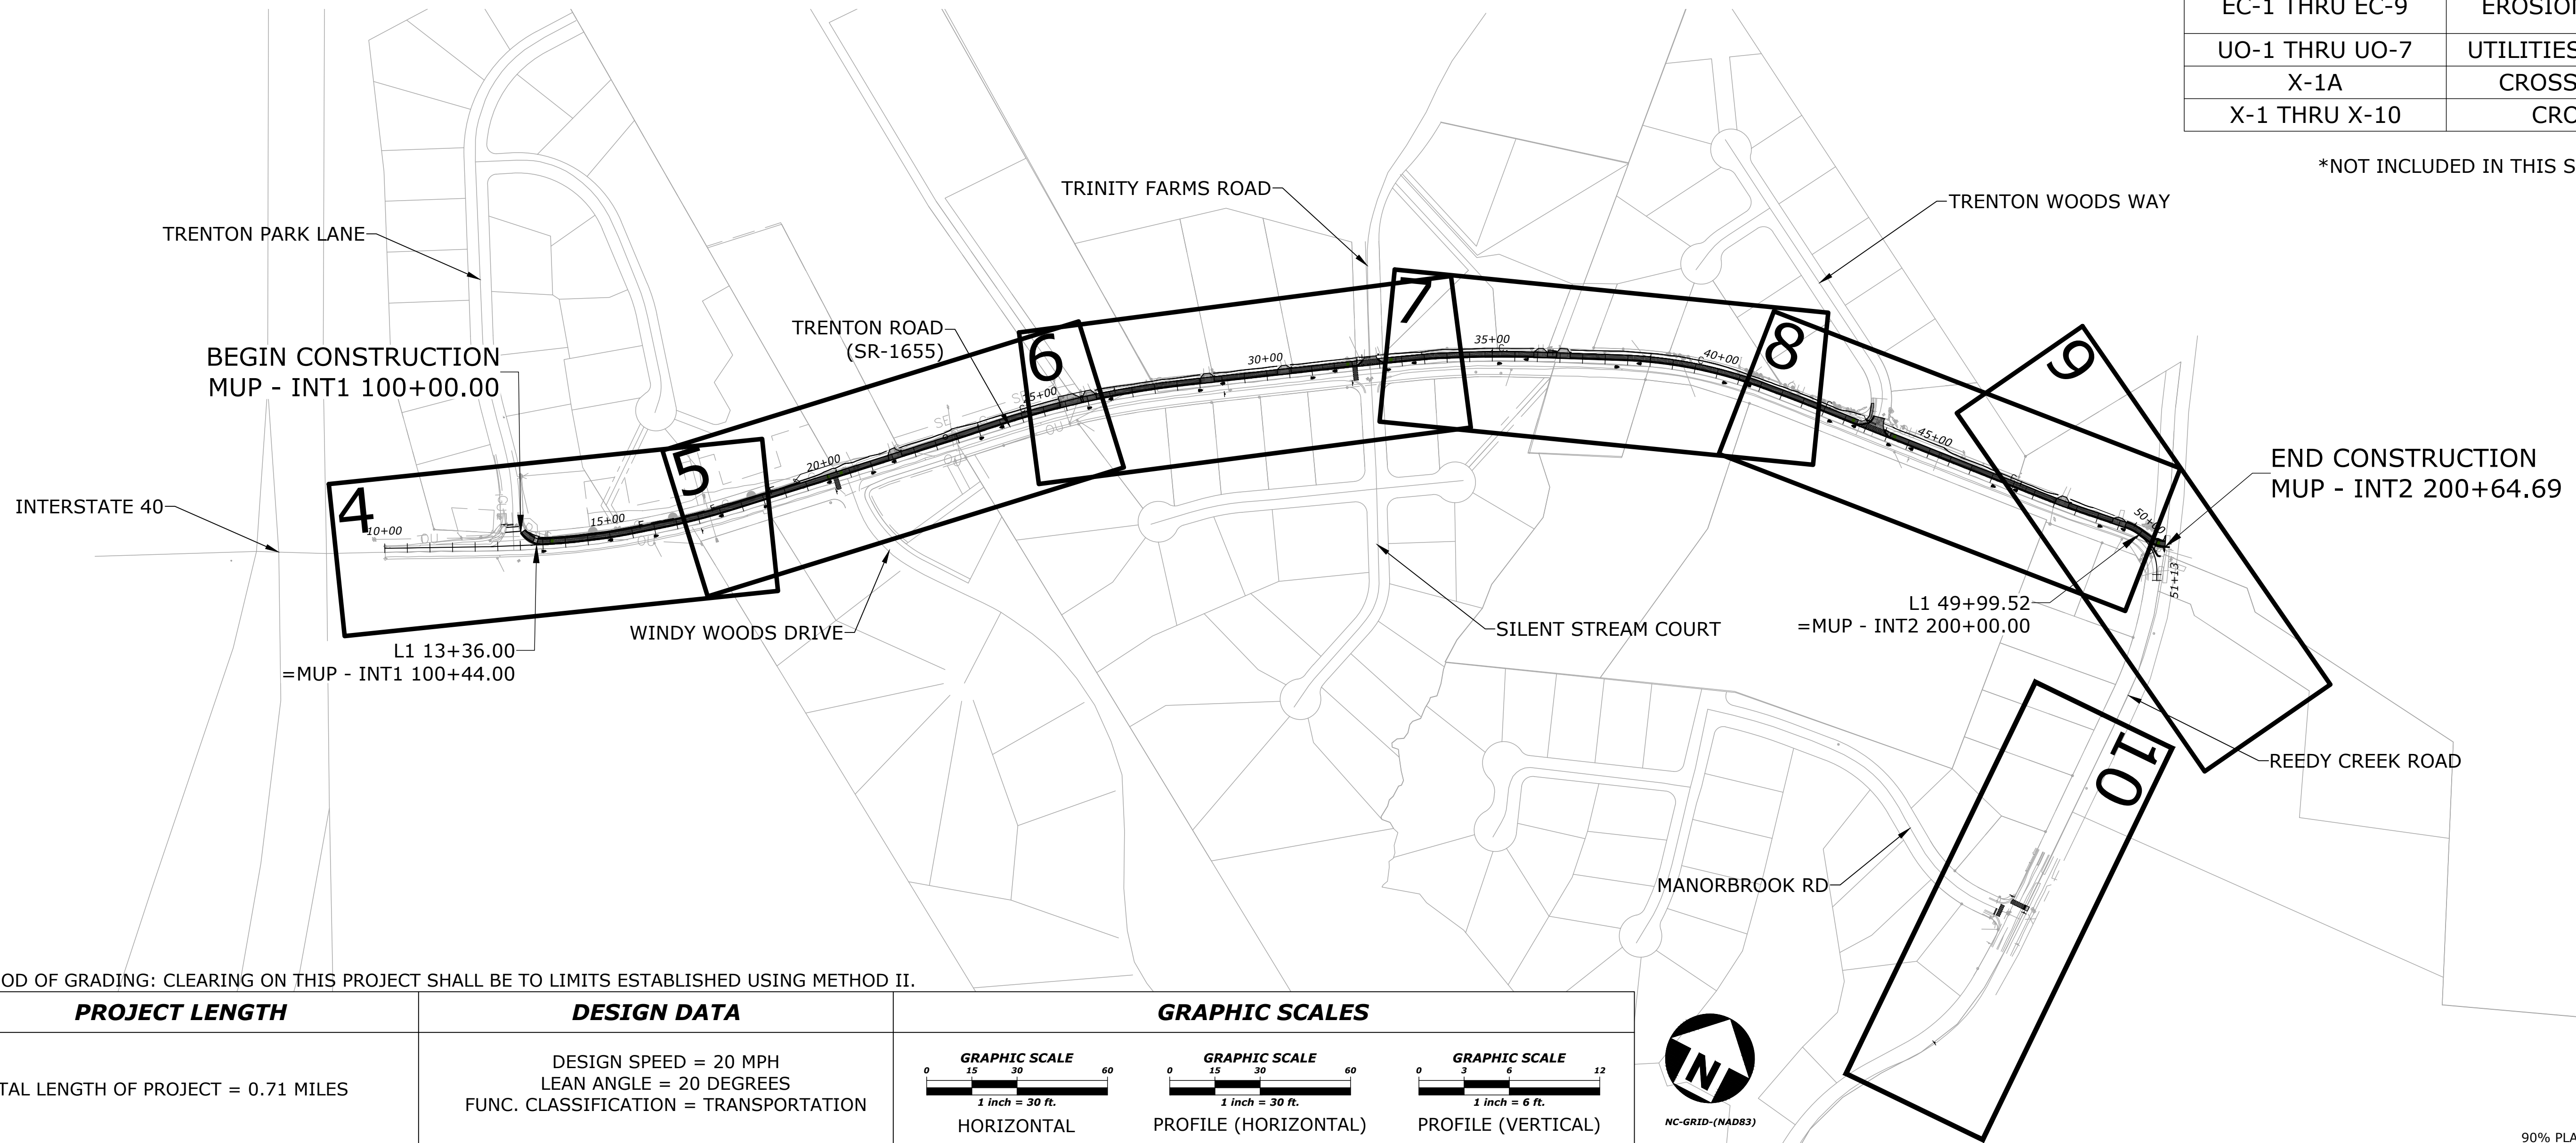 EC-1 THRU EC-9 EROSION
UO-1 THRU UO-7 UTILITIES
X-1A CROSS
X-1 THRU X-10 CRO
*NOT INCLUDED IN THIS S
TRINITY FARMS ROAD
TRENTON WOODS WAY
TRENTON PARK LANE
TRENTON ROAD
(SR-1655)
BEGIN CONSTRUCTION
MUP - INT1 100+00.00
END CONSTRUCTION
MUP - INT2 200+64.69
INTERSTATE 40
4
5
6
7
8
9
10
10+00
15+00
20+00
25+00
30+00
35+00
40+00
45+00
50+00
51+13
SE
SE
OU
OU
OU
OU
L1 13+36.00
=MUP - INT1 100+44.00
WINDY WOODS DRIVE
SILENT STREAM COURT
L1 49+99.52
=MUP - INT2 200+00.00
REEDY CREEK ROAD
MANORBROOK RD
OD OF GRADING: CLEARING ON THIS PROJECT SHALL BE TO LIMITS ESTABLISHED USING METHOD II.
PROJECT LENGTH
TAL LENGTH OF PROJECT = 0.71 MILES
DESIGN DATA
DESIGN SPEED = 20 MPH
LEAN ANGLE = 20 DEGREES
FUNC. CLASSIFICATION = TRANSPORTATION
GRAPHIC SCALES
GRAPHIC SCALE
0 15 30 60
1 inch = 30 ft.
HORIZONTAL
GRAPHIC SCALE
0 15 30 60
1 inch = 30 ft.
PROFILE (HORIZONTAL)
GRAPHIC SCALE
0 3 6 12
1 inch = 6 ft.
PROFILE (VERTICAL)
N
NC-GRID-(NAD83)
90% PLA